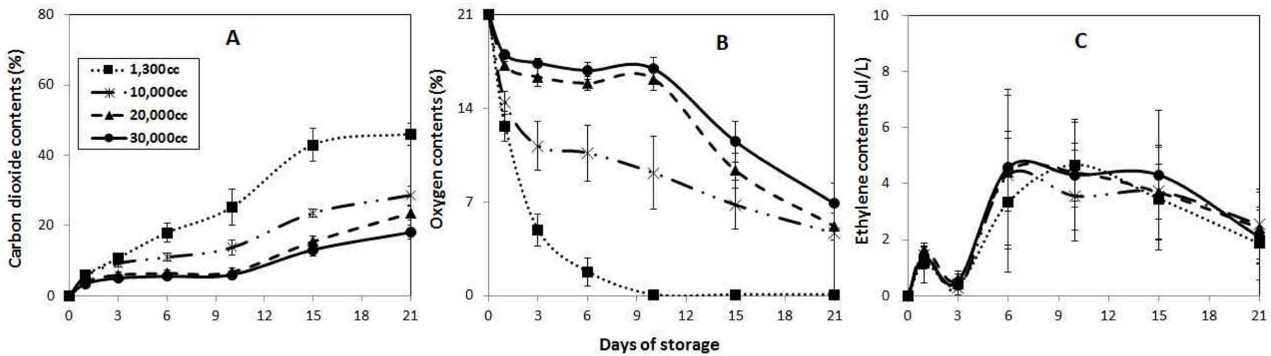 A
Carbon dioxide contents (%)
80
60
40
20
0
1,300cc
10,000cc
20,000cc
30,000cc
0 3 6 9 12 15 18 21
B
Oxygen contents (%)
21
14
7
0
0 3 6 9 12 15 18 21
Days of storage
C
Ethylene contents (ul/L)
10
8
6
4
2
0
0 3 6 9 12 15 18 21